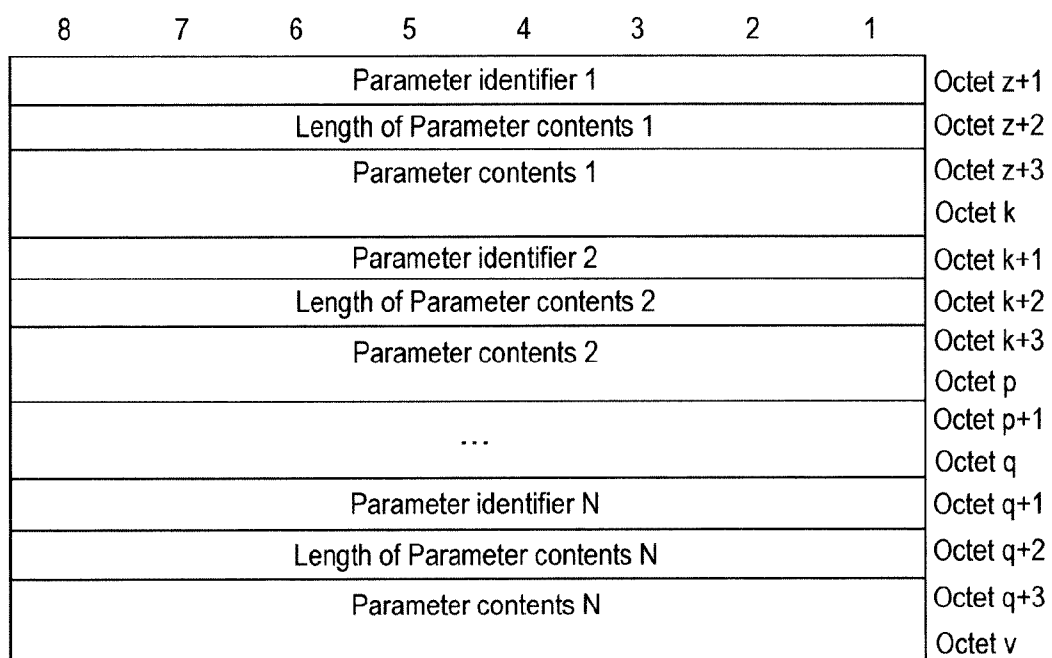 8 7 6 5 4 3 2 1
Parameter identifier 1 Octet z+1
Length of Parameter contents 1 Octet z+2
Parameter contents 1 Octet z+3
Octet k
Parameter identifier 2 Octet k+1
Length of Parameter contents 2 Octet k+2
Parameter contents 2 Octet k+3
Octet p
... Octet p+1
Octet q
Parameter identifier N Octet q+1
Length of Parameter contents N Octet q+2
Parameter contents N Octet q+3
Octet v